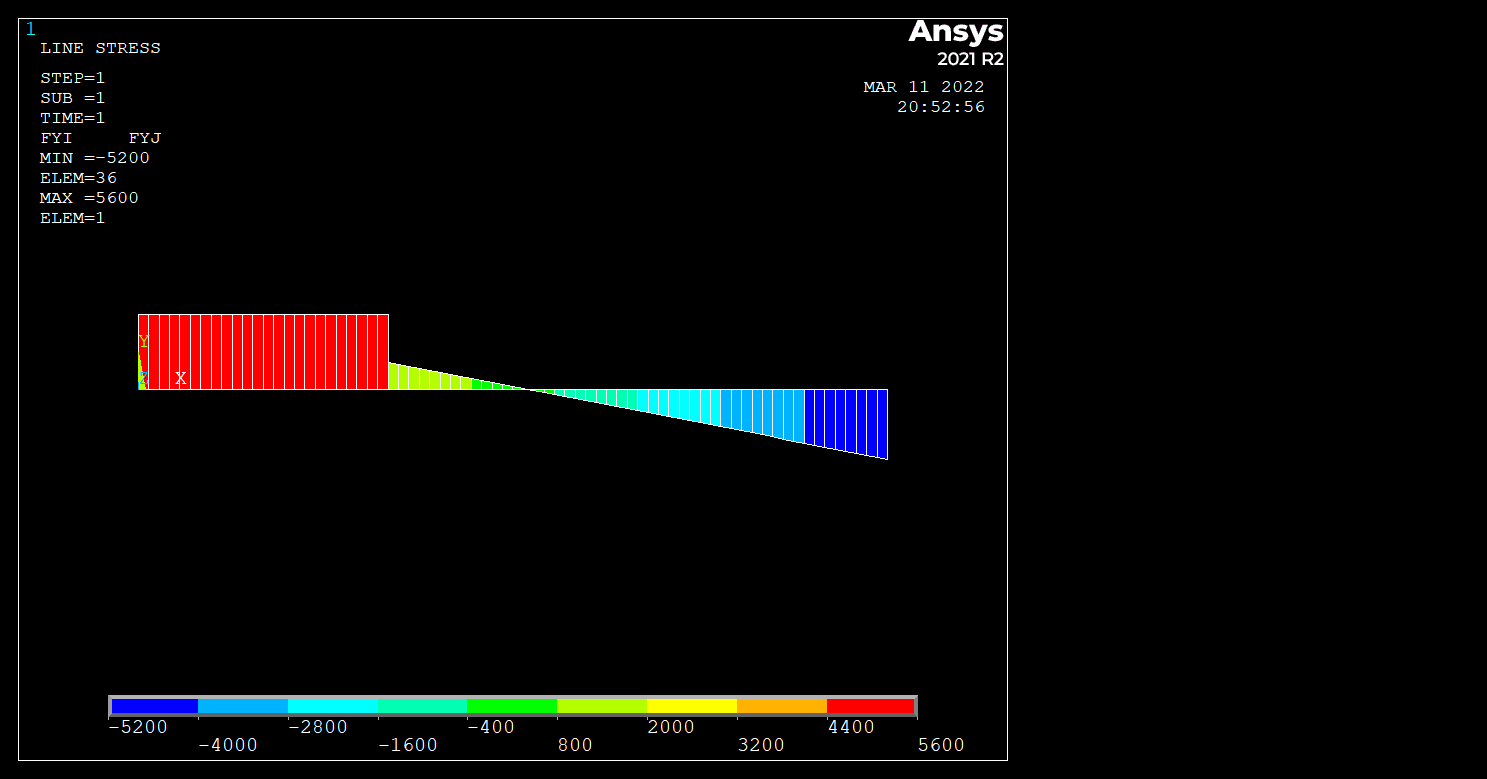 1
Ansys
2021 R2
LINE STRESS
STEP=1
SUB =1
TIME=1
FYI FYJ
MIN =-5200
ELEM=36
MAX =5600
ELEM=1
MAR 11 2022
20:52:56
Y
Z X
-5200 -2800 -400 2000 4400
-4000 -1600 800 3200 5600